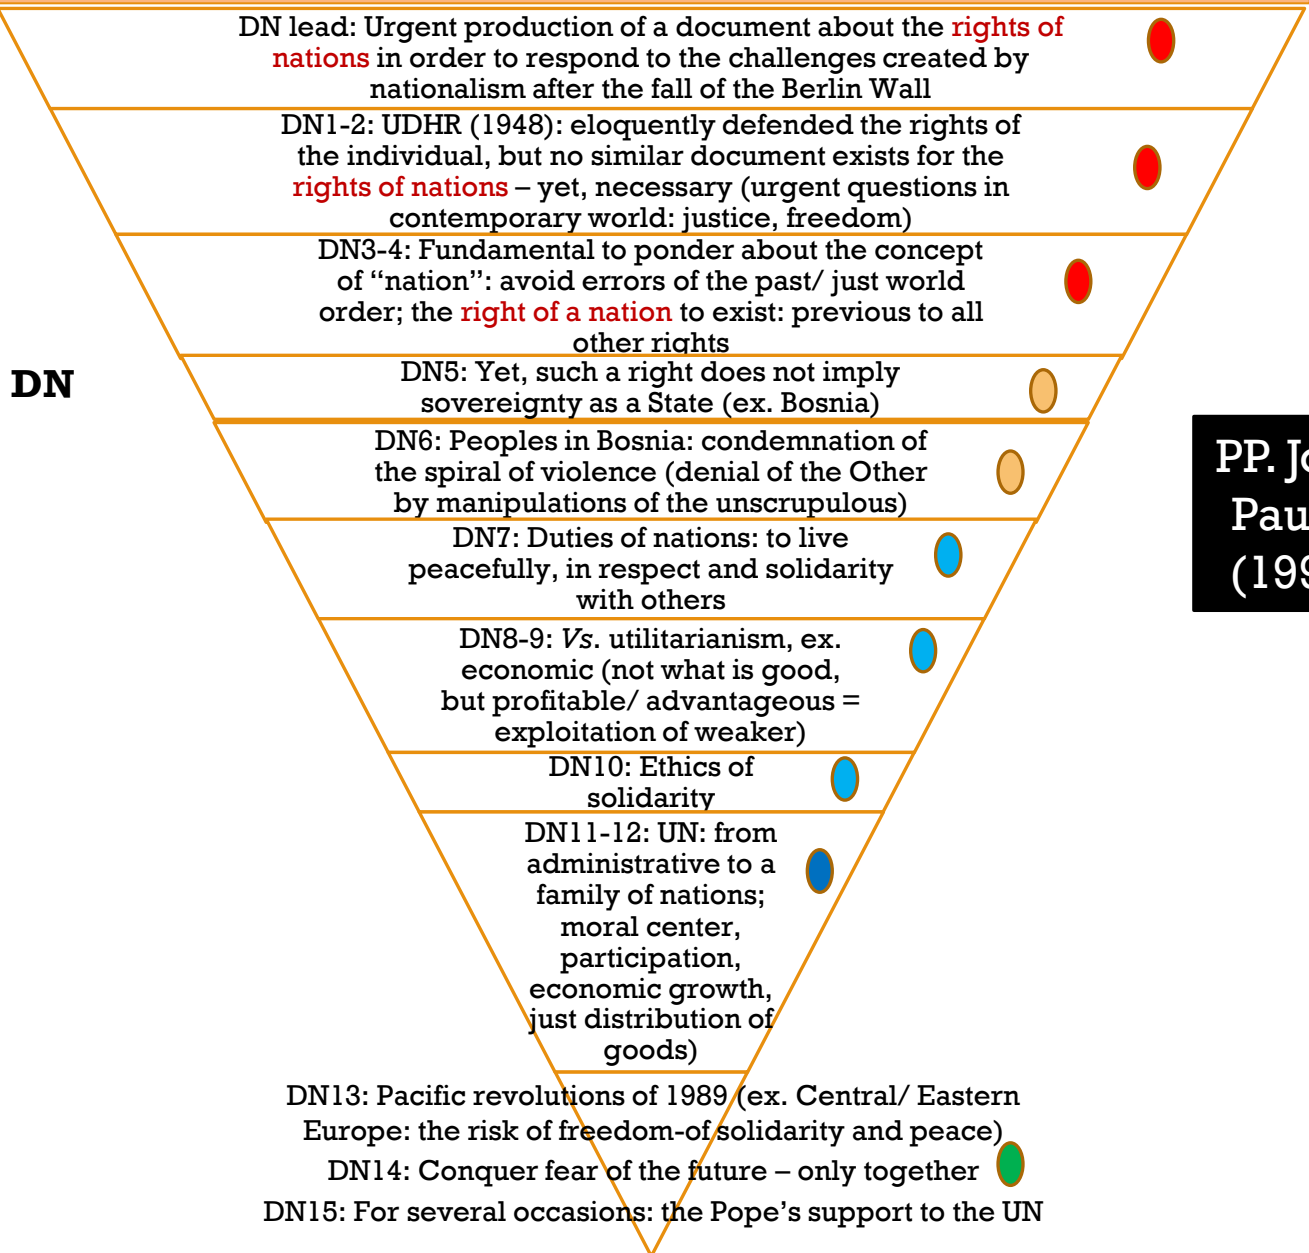 DN lead: Urgent production of a document about the rights of
nations in order to respond to the challenges created by
nationalism after the fall of the Berlin Wall
DN1-2: UDHR (1948): eloquently defended the rights of
the individual, but no similar document exists for the
rights of nations – yet, necessary (urgent questions in
contemporary world: justice, freedom)
DN3-4: Fundamental to ponder about the concept
of “nation”: avoid errors of the past/ just world
order; the right of a nation to exist: previous to all
other rights
DN
DN5: Yet, such a right does not imply
sovereignty as a State (ex. Bosnia)
DN6: Peoples in Bosnia: condemnation of
the spiral of violence (denial of the Other
by manipulations of the unscrupulous)
PP. Jo
Pau
(199
DN7: Duties of nations: to live
peacefully, in respect and solidarity
with others
DN8-9: Vs. utilitarianism, ex.
economic (not what is good,
but profitable/ advantageous =
exploitation of weaker)
DN10: Ethics of
solidarity
DN11-12: UN: from
administrative to a
family of nations;
moral center,
participation,
economic growth,
just distribution of
goods)
DN13: Pacific revolutions of 1989 (ex. Central/ Eastern
Europe: the risk of freedom-of solidarity and peace)
DN14: Conquer fear of the future – only together
DN15: For several occasions: the Pope’s support to the UN